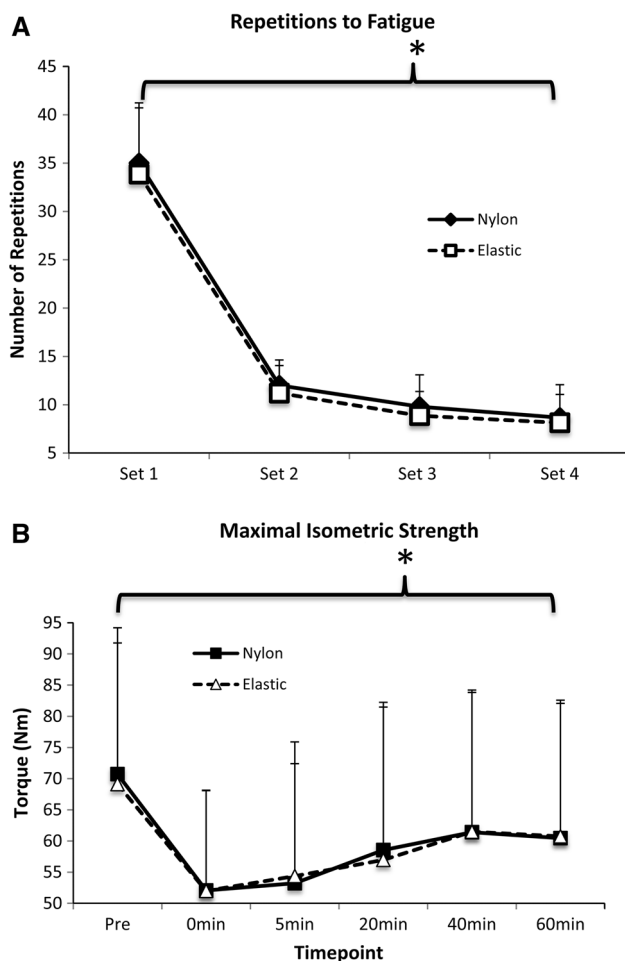 A
Repetitions to Fatigue
*
45
40
35
30
25
20
15
10
5
Number of Repetitions
Nylon
Elastic
Set 1 Set 2 Set 3 Set 4
B
Maximal Isometric Strength
*
95
90
85
80
75
70
65
60
55
50
Torque (Nm)
Nylon
Elastic
Pre 0min 5min 20min 40min 60min
Timepoint